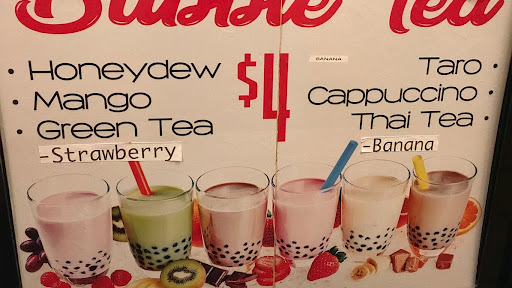 Bubble Tea
• Honeydew
• Mango
• Green Tea
-Strawberry
$4
BANANA
Taro •
Cappuccino •
Thai Tea •
-Banana